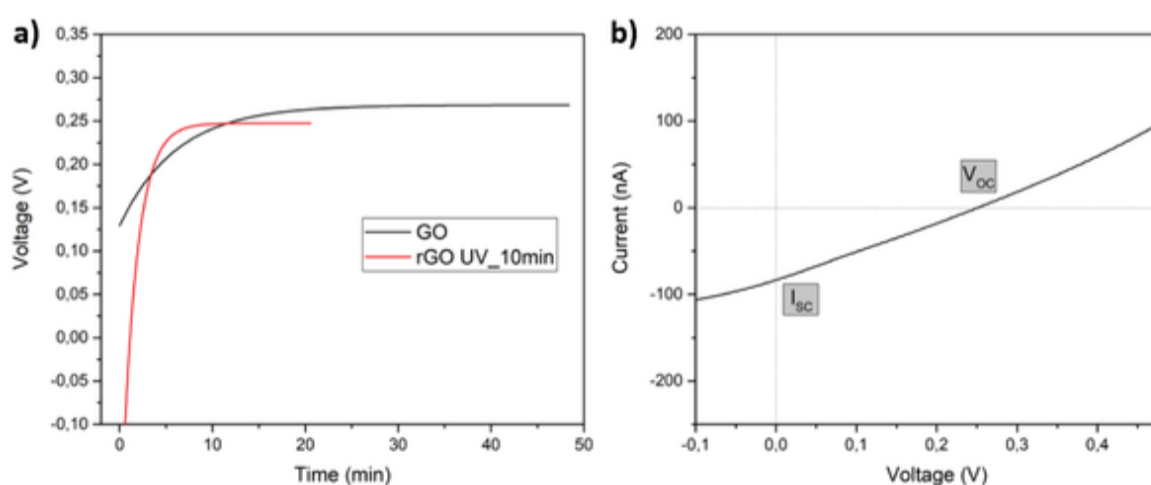 a)
0,35
0,30
0,25
0,20
0,15
0,10
0,05
0,00
-0,05
-0,10
Voltage (V)
GO
rGO UV_10min
0
10
20
30
40
50
Time (min)
b)
200
100
0
-100
-200
Current (nA)
V_OC
I_SC
-0,1
0,0
0,1
0,2
0,3
0,4
Voltage (V)